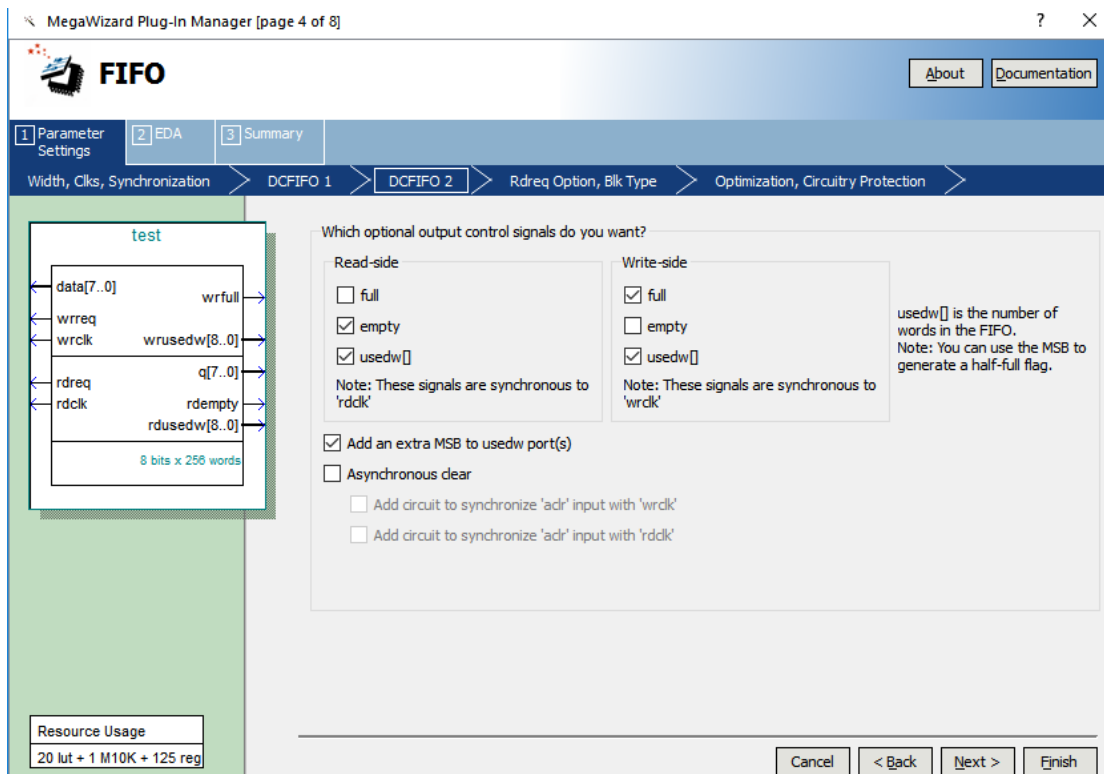 MegaWizard Plug-In Manager [page 4 of 8]
?
FIFO
About
Documentation
1 Parameter Settings
2 EDA
3 Summary
Width, Clks, Synchronization
DCFIFO 1
DCFIFO 2
Rdreq Option, Blk Type
Optimization, Circuitry Protection
test
data[7..0]
wrreq
wrclk
wrfull
wrusedw[8..0]
rdreq
rdclk
q[7..0]
rdempty
rdusedw[8..0]
8 bits x 256 words
Which optional output control signals do you want?
Read-side
full
empty
usedw[]
Note: These signals are synchronous to
'rdclk'
Write-side
full
empty
usedw[]
Note: These signals are synchronous to
'wrclk'
usedw[] is the number of
words in the FIFO.
Note: You can use the MSB to
generate a half-full flag.
Add an extra MSB to usedw port(s)
Asynchronous clear
Add circuit to synchronize 'aclr' input with 'wrclk'
Add circuit to synchronize 'aclr' input with 'rdclk'
Resource Usage
20 lut + 1 M10K + 125 reg
Cancel
< Back
Next >
Finish